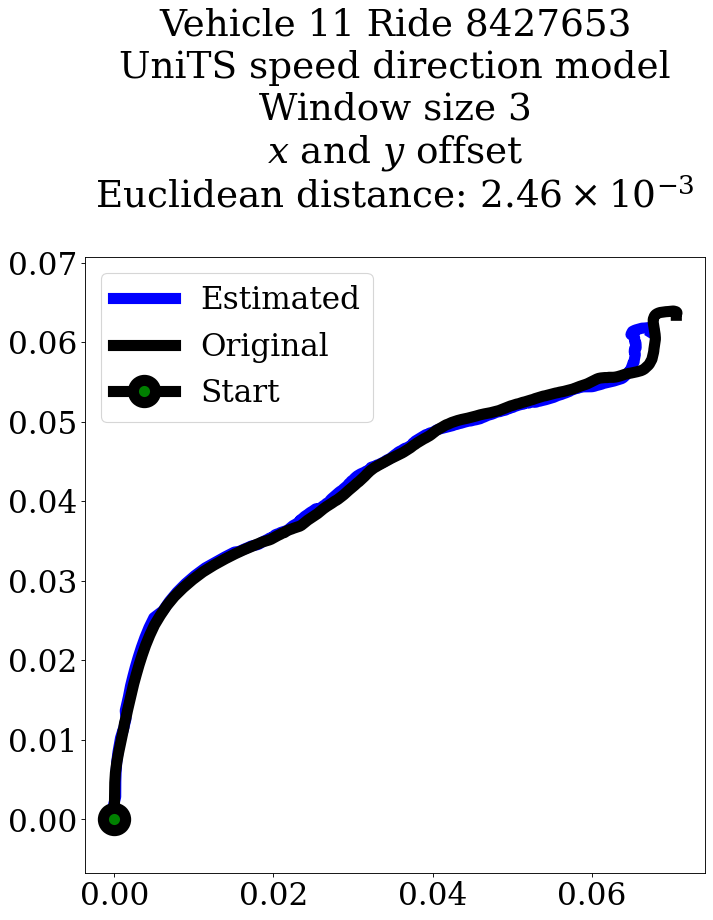 Vehicle 11 Ride 8427653
UniTS speed direction model
Window size 3
x and y offset
Euclidean distance: 2.46 × 10⁻³
0.07
0.06
0.05
0.04
0.03
0.02
0.01
0.00
Estimated
Original
Start
0.00 0.02 0.04 0.06